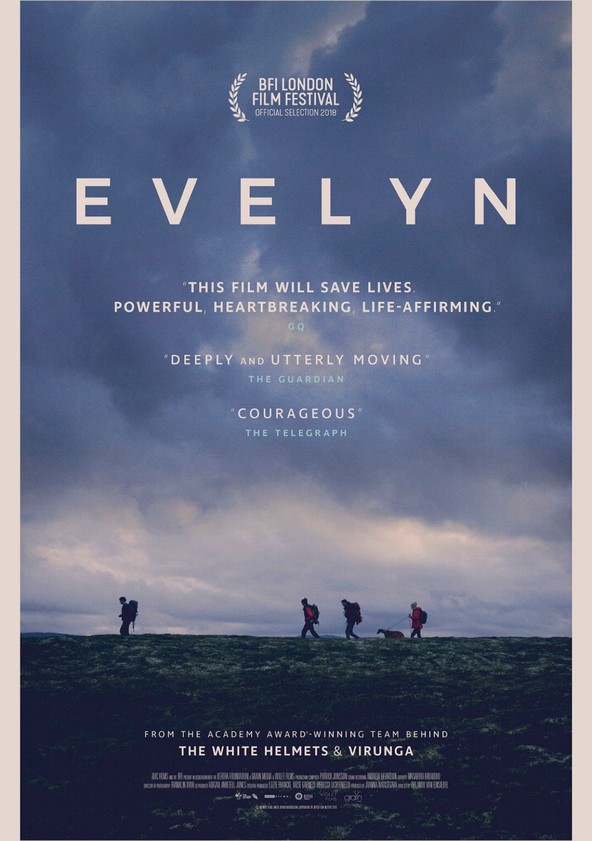 BFI LONDON
FILM FESTIVAL
OFFICIAL SELECTION 2018
EVELYN
"THIS FILM WILL SAVE LIVES.
POWERFUL, HEARTBREAKING, LIFE-AFFIRMING."
GQ
"DEEPLY AND UTTERLY MOVING"
THE GUARDIAN
"COURAGEOUS"
THE TELEGRAPH
FROM THE ACADEMY AWARD®-WINNING TEAM BEHIND
THE WHITE HELMETS & VIRUNGA